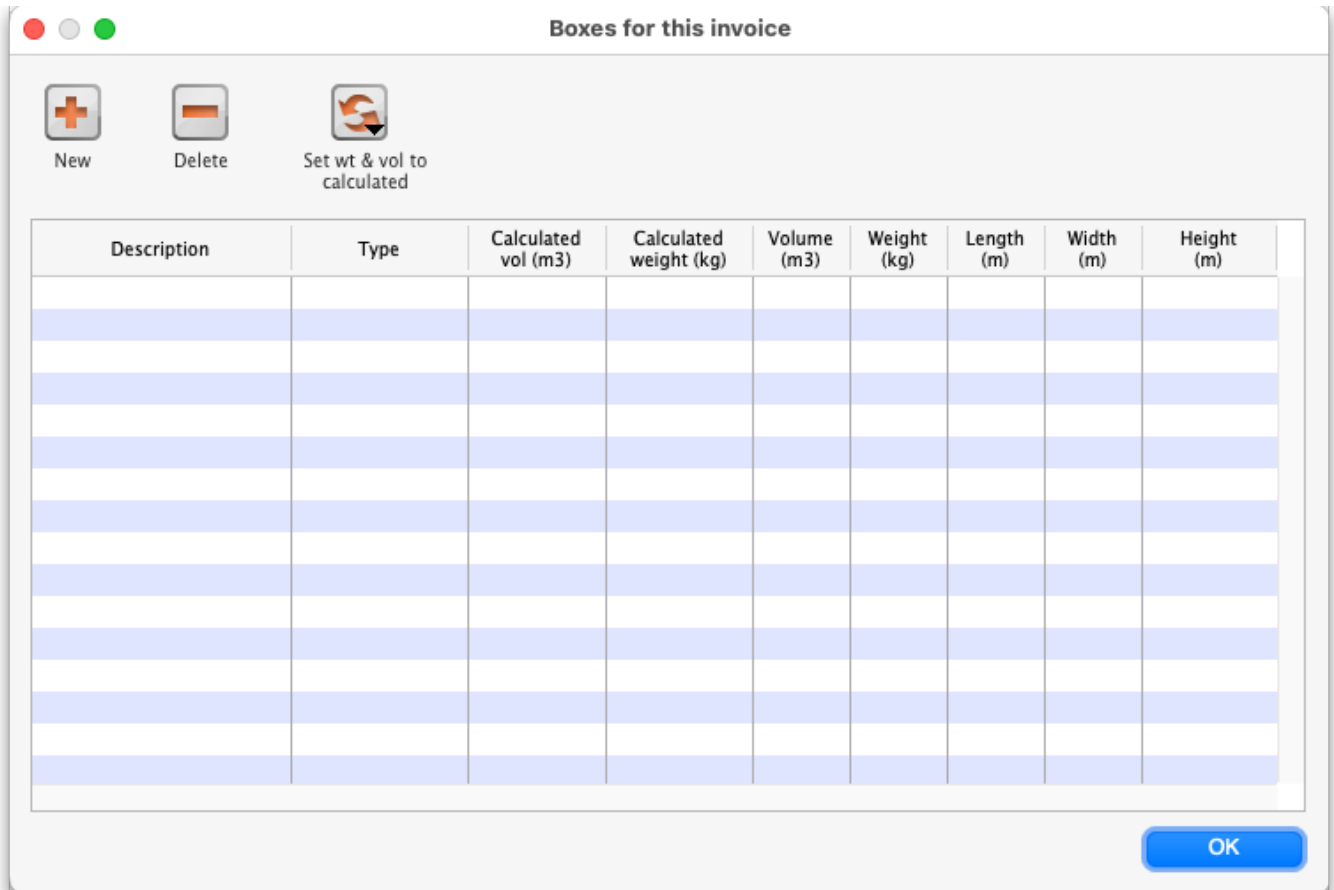 Boxes for this invoice
New
Delete
Set wt & vol to
calculated
Description
Type
Calculated
vol (m3)
Calculated
weight (kg)
Volume
(m3)
Weight
(kg)
Length
(m)
Width
(m)
Height
(m)
OK